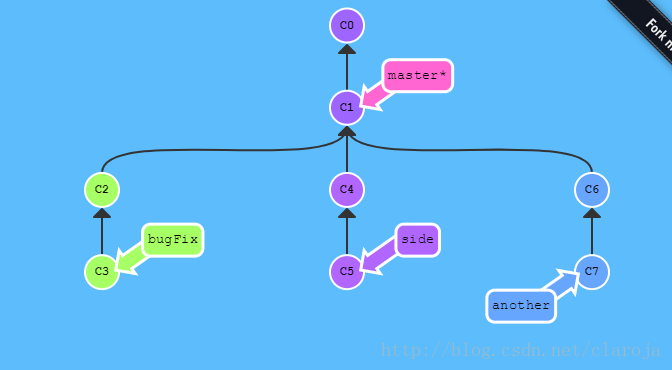 C0
Fork m
master*
C1
C2
C4
C6
bugFix
side
C3
C5
C7
another
http://blog.csdn.net/claroja